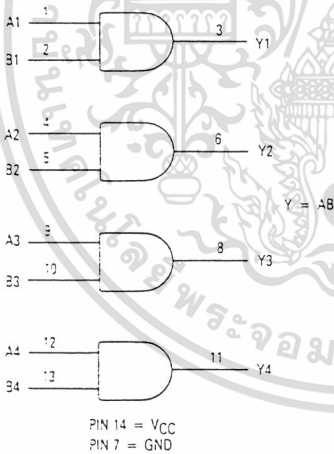 A1 1
3 Y1
B1 2
A2 4
6 Y2
B2 5
Y = AB
A3 9
8 Y3
B3 10
A4 12
11 Y4
B4 13
PIN 14 = VCC
PIN 7 = GND